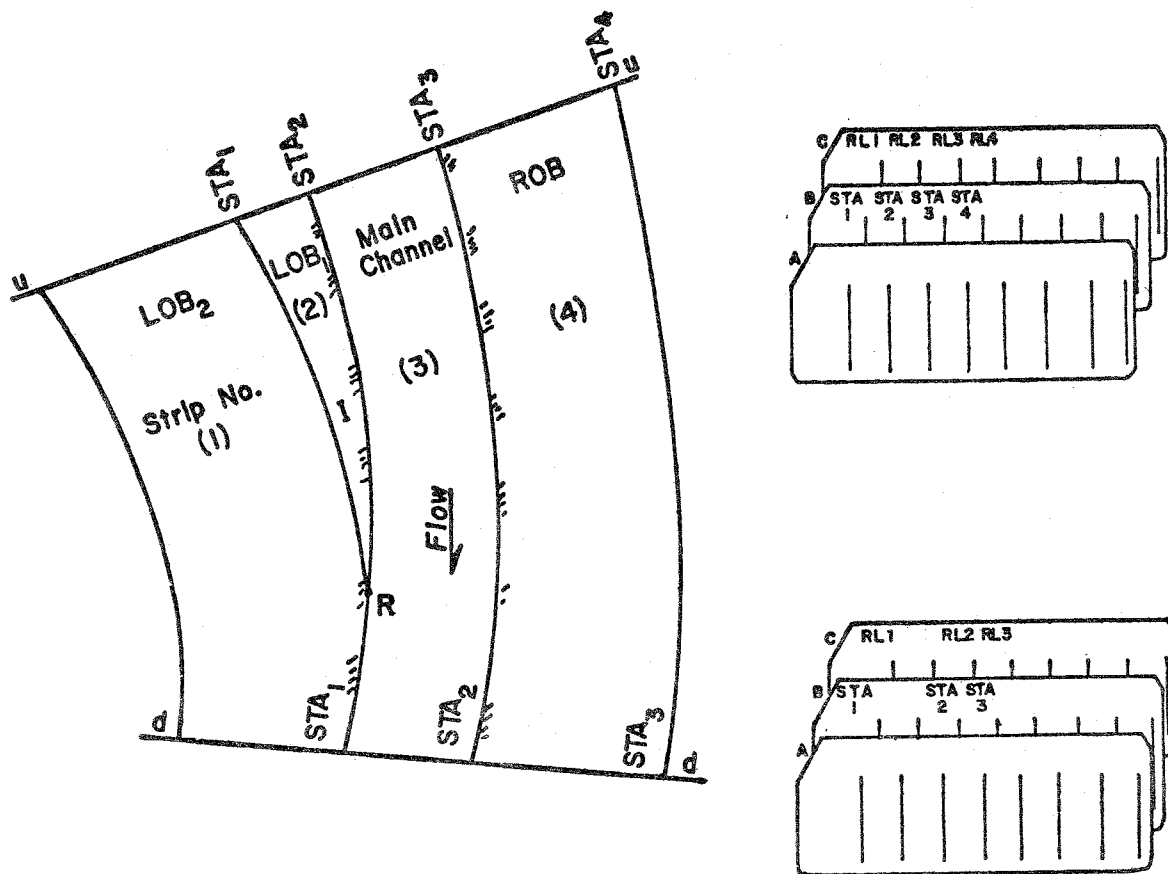 STA₁
STA₂
STA₃
STA₄
u
u
LOB₂
LOB₁
(2)
Main
Channel
ROB
(3)
(4)
Strip No.
(1)
I
Flow
R
STA₁
STA₂
STA₃
d
d
C RL1 RL2 RL3 RL4
B STA STA STA STA
1 2 3 4
A
C RL1 RL2 RL3
B STA STA STA
1 2 3
A